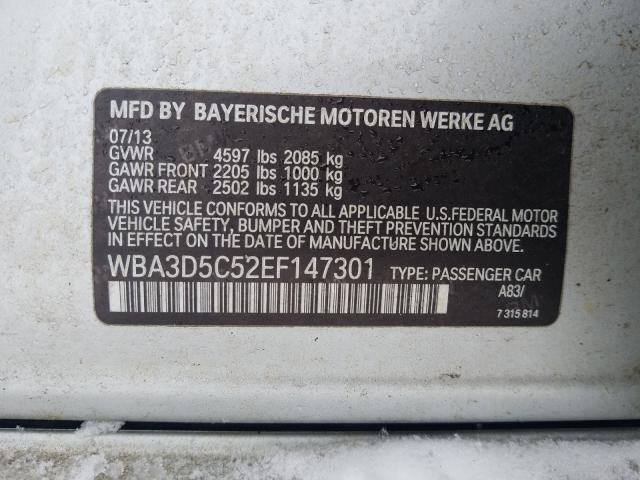 MFD BY BAYERISCHE MOTOREN WERKE AG
07/13
GVWR 4597 lbs 2085 kg
GAWR FRONT 2205 lbs 1000 kg
GAWR REAR 2502 lbs 1135 kg
THIS VEHICLE CONFORMS TO ALL APPLICABLE U.S.FEDERAL MOTOR
VEHICLE SAFETY, BUMPER AND THEFT PREVENTION STANDARDS
IN EFFECT ON THE DATE OF MANUFACTURE SHOWN ABOVE.
WBA3D5C52EF147301 TYPE: PASSENGER CAR
A83/
7 315 814